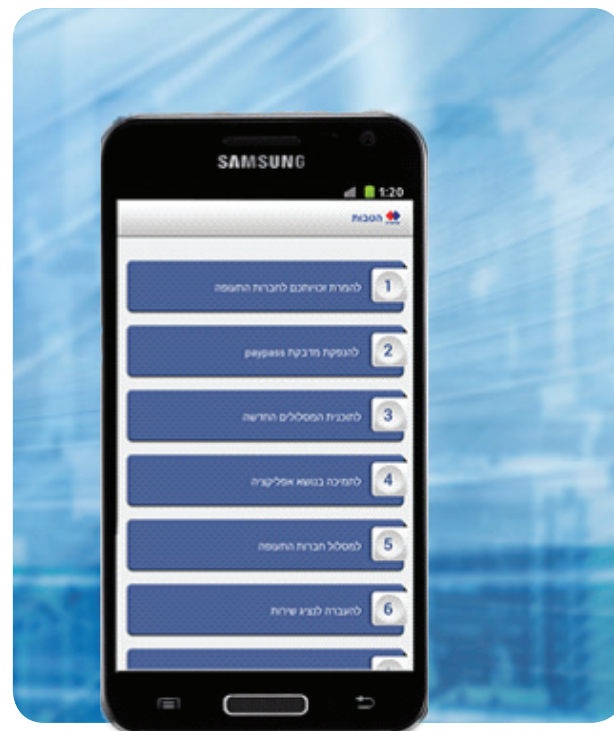 SAMSUNG
1:20
הטבות
1 להמרת זכויותכם לחברות התעופה
2 להנפקת מדבקת paypass
3 לתוכנית המסלולים החדשה
4 לתמיכה בנושא אפליקציה
5 למסלול חברות התעופה
6 להעברה לנציג שירות